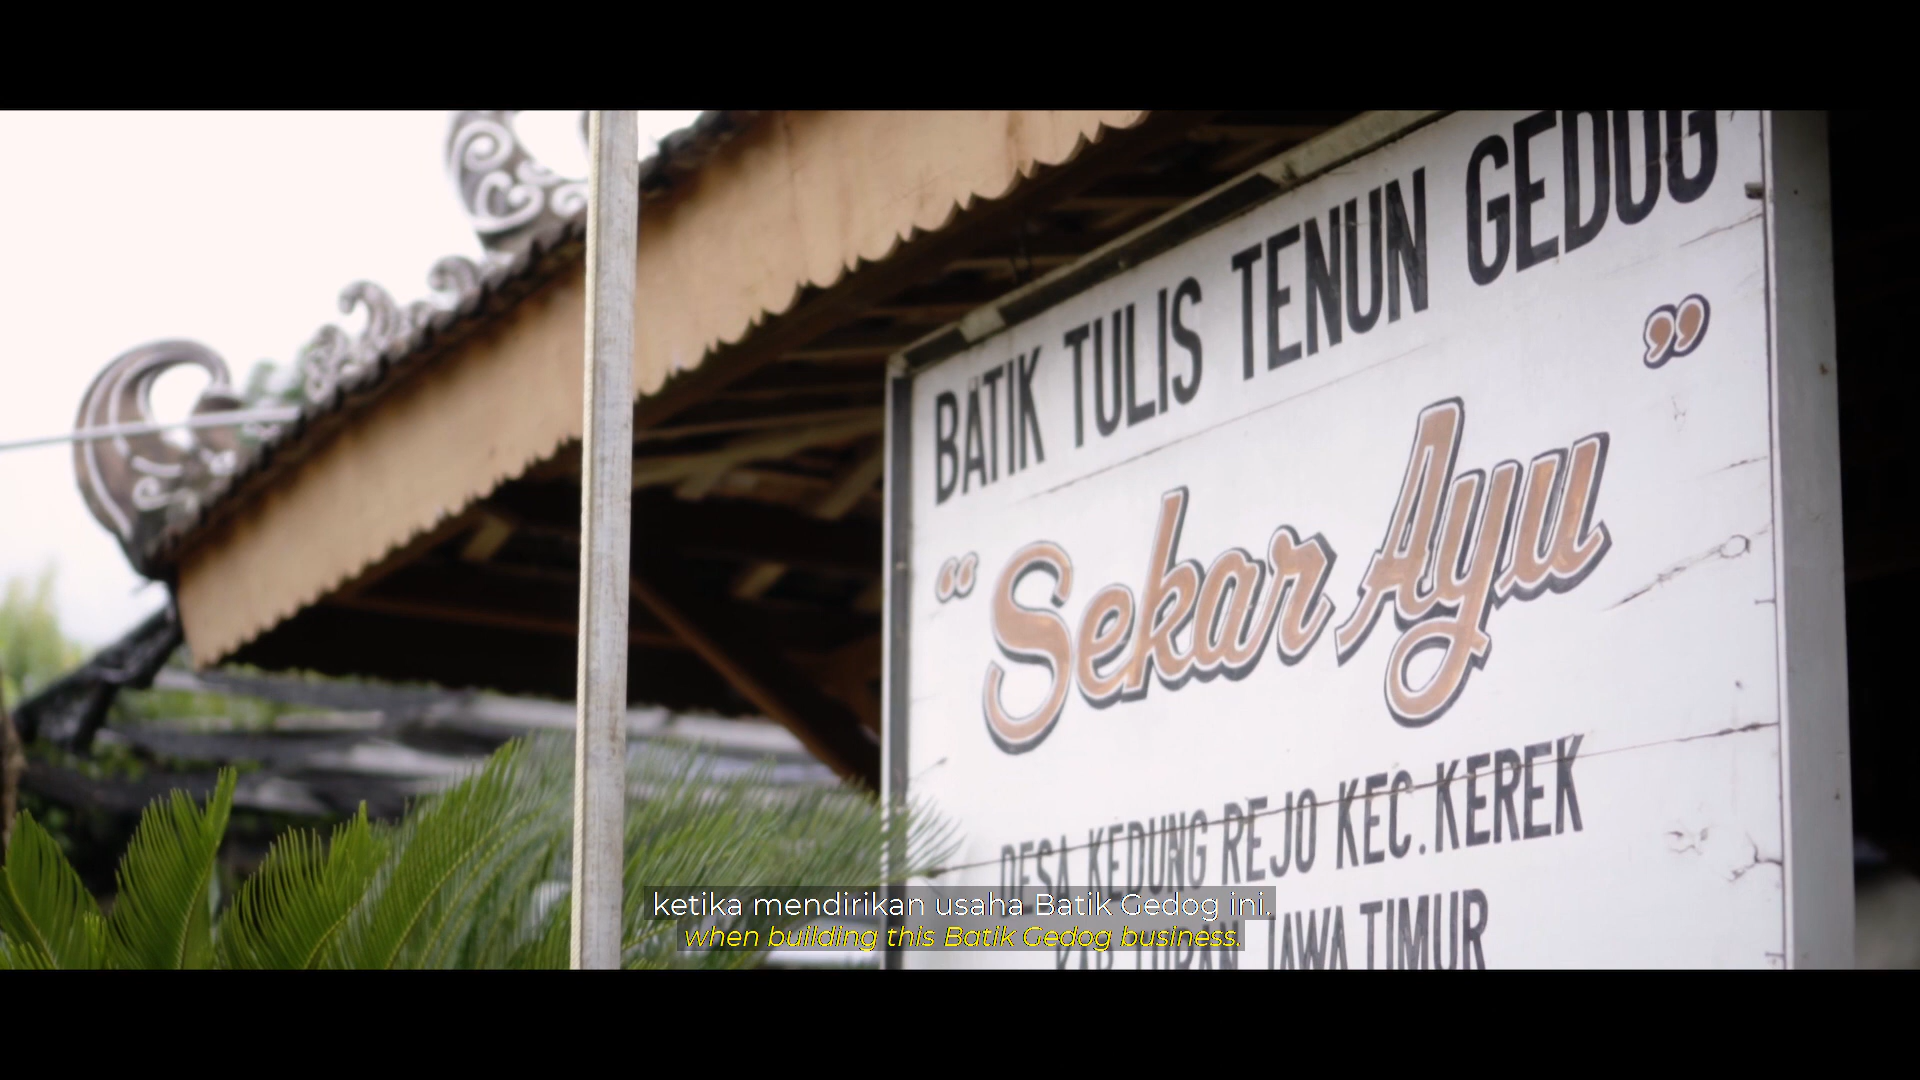 BATIK TULIS TENUN GEDOG
“Sekar Ayu”
DESA KEDUNG REJO KEC. KEREK
JAWA TIMUR
ketika mendirikan usaha Batik Gedog ini.
when building this Batik Gedog business.